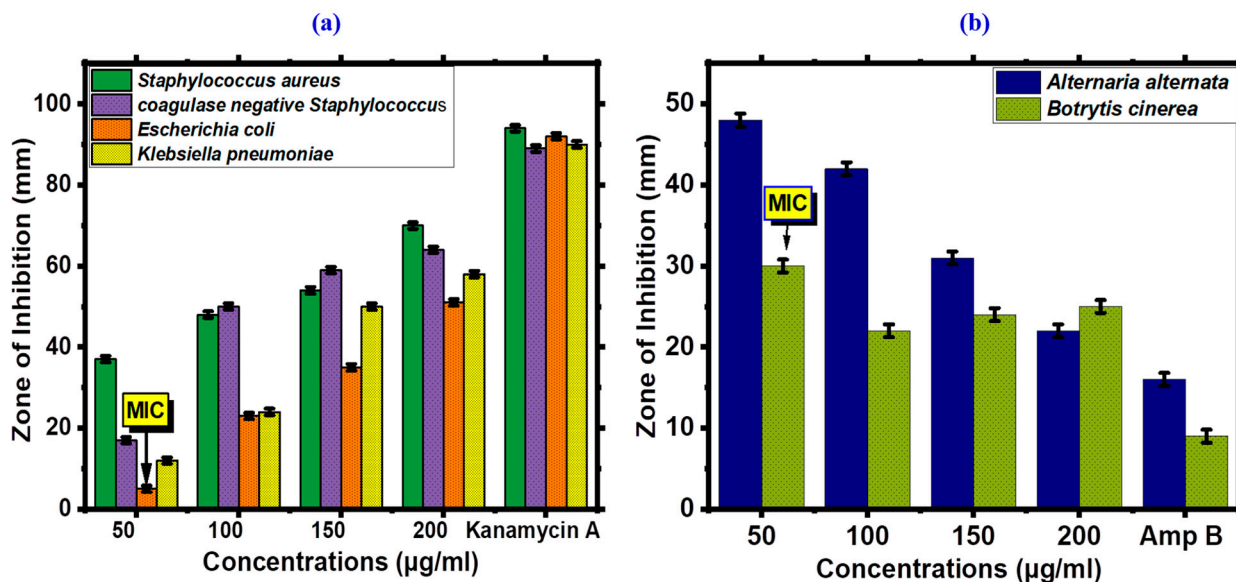 (a)
Zone of Inhibition (mm)
100
80
60
40
20
0
Staphylococcus aureus
coagulase negative Staphylococcus
Escherichia coli
Klebsiella pneumoniae
MIC
50 100 150 200 Kanamycin A
Concentrations (µg/ml)
(b)
Zone of Inhibition (mm)
50
40
30
20
10
0
Alternaria alternata
Botrytis cinerea
MIC
50 100 150 200 Amp B
Concentrations (µg/ml)